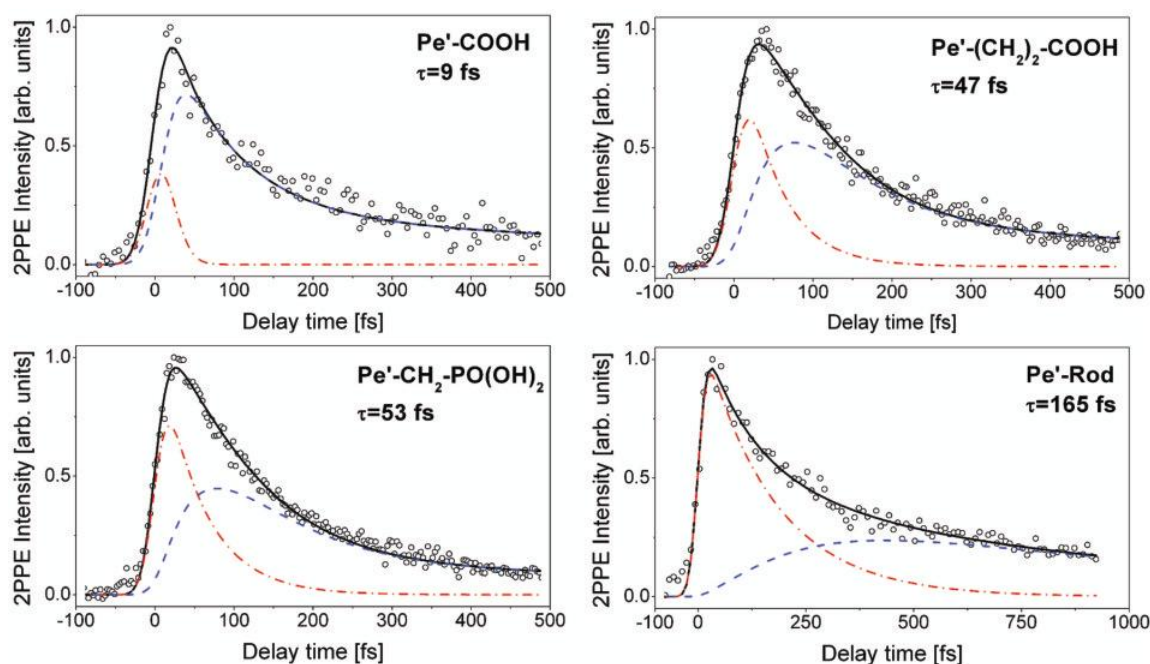 Pe'-COOH
τ=9 fs
1.0
0.5
0.0
2PPE Intensity [arb. units]
-100 0 100 200 300 400 500
Delay time [fs]
Pe'-(CH2)2-COOH
τ=47 fs
1.0
0.5
0.0
2PPE Intensity [arb. units]
-100 0 100 200 300 400 500
Delay time [fs]
Pe'-CH2-PO(OH)2
τ=53 fs
1.0
0.5
0.0
2PPE Intensity [arb. units]
-100 0 100 200 300 400 500
Delay time [fs]
Pe'-Rod
τ=165 fs
1.0
0.5
0.0
2PPE Intensity [arb. units]
-100 0 250 500 750 1000
Delay time [fs]